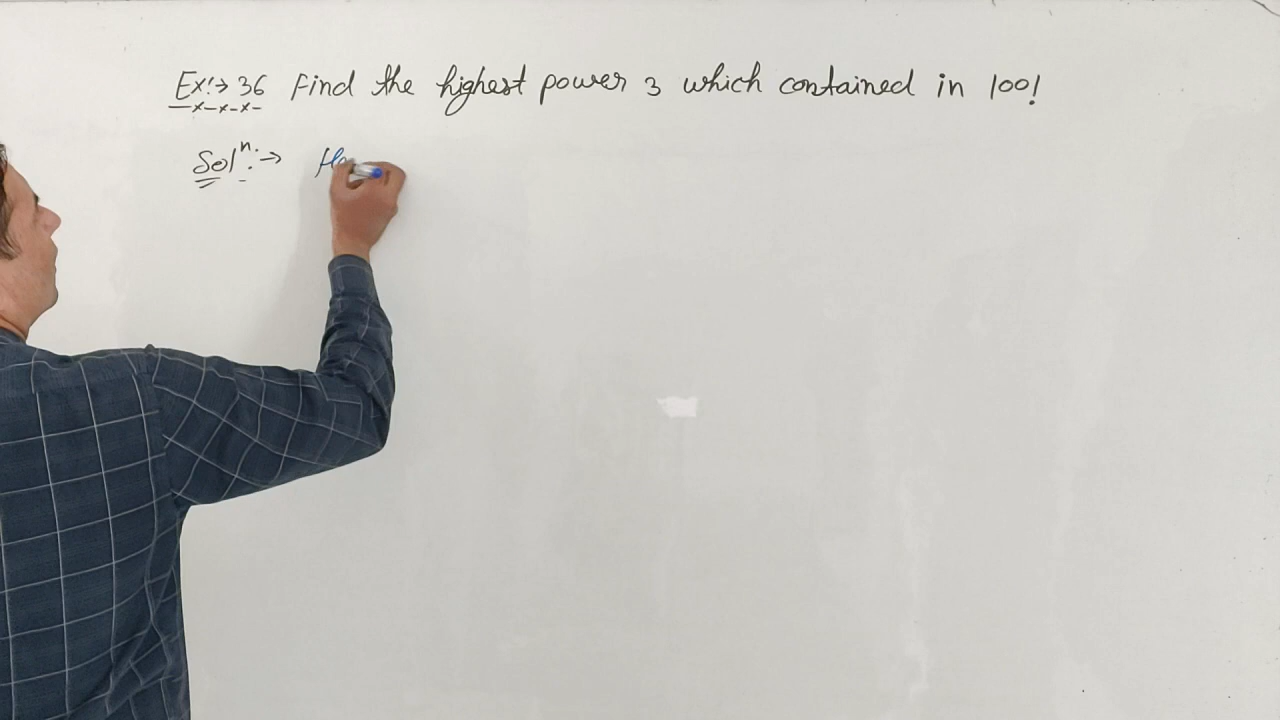 Ex:→ 36 Find the highest power 3 which contained in 100!
Solⁿ:→